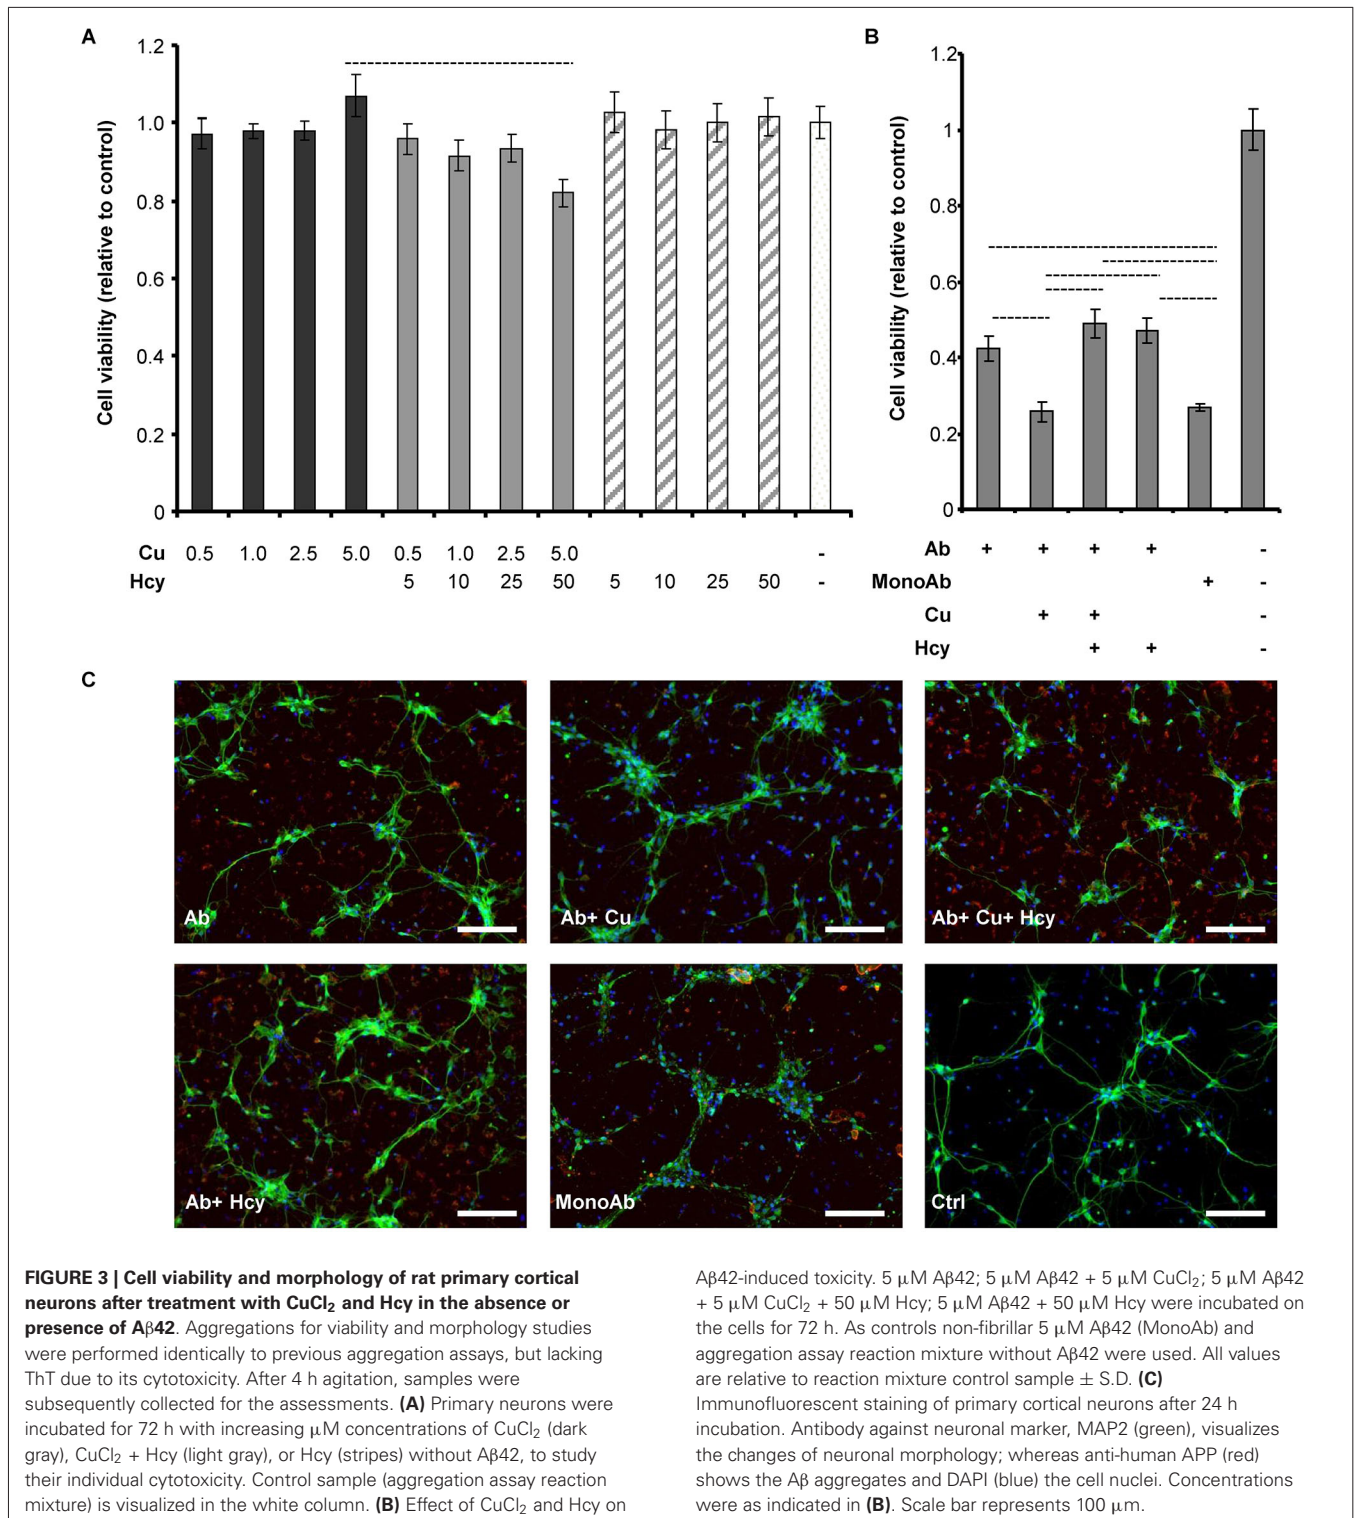 A
1.2
1.0
0.8
0.6
0.4
0.2
0
Cell viability (relative to control)
Cu 0.5 1.0 2.5 5.0 0.5 1.0 2.5 5.0 -
Hcy 5 10 25 50 5 10 25 50 -
B
1.2
1
0.8
0.6
0.4
0.2
0
Cell viability (relative to control)
Ab + + + + -
MonoAb + -
Cu + + -
Hcy + + -
C
Ab
Ab+ Cu
Ab+ Cu+ Hcy
Ab+ Hcy
MonoAb
Ctrl
FIGURE 3 | Cell viability and morphology of rat primary cortical
neurons after treatment with CuCl₂ and Hcy in the absence or
presence of Aβ42. Aggregations for viability and morphology studies
were performed identically to previous aggregation assays, but lacking
ThT due to its cytotoxicity. After 4 h agitation, samples were
subsequently collected for the assessments. (A) Primary neurons were
incubated for 72 h with increasing μM concentrations of CuCl₂ (dark
gray), CuCl₂ + Hcy (light gray), or Hcy (stripes) without Aβ42, to study
their individual cytotoxicity. Control sample (aggregation assay reaction
mixture) is visualized in the white column. (B) Effect of CuCl₂ and Hcy on
Aβ42-induced toxicity. 5 μM Aβ42; 5 μM Aβ42 + 5 μM CuCl₂; 5 μM Aβ42
+ 5 μM CuCl₂ + 50 μM Hcy; 5 μM Aβ42 + 50 μM Hcy were incubated on
the cells for 72 h. As controls non-fibrillar 5 μM Aβ42 (MonoAb) and
aggregation assay reaction mixture without Aβ42 were used. All values
are relative to reaction mixture control sample ± S.D. (C)
Immunofluorescent staining of primary cortical neurons after 24 h
incubation. Antibody against neuronal marker, MAP2 (green), visualizes
the changes of neuronal morphology; whereas anti-human APP (red)
shows the Aβ aggregates and DAPI (blue) the cell nuclei. Concentrations
were as indicated in (B). Scale bar represents 100 μm.